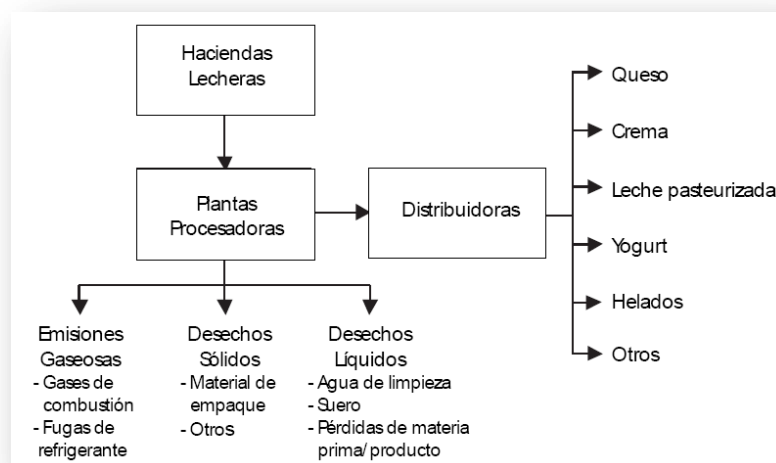 Haciendas
Lecheras
Plantas
Procesadoras
Distribuidoras
Queso
Crema
Leche pasteurizada
Yogurt
Helados
Otros
Emisiones
Gaseosas
- Gases de
combustión
- Fugas de
refrigerante
Desechos
Sólidos
- Material de
empaque
- Otros
Desechos
Líquidos
- Agua de limpieza
- Suero
- Pérdidas de materia
prima/ producto